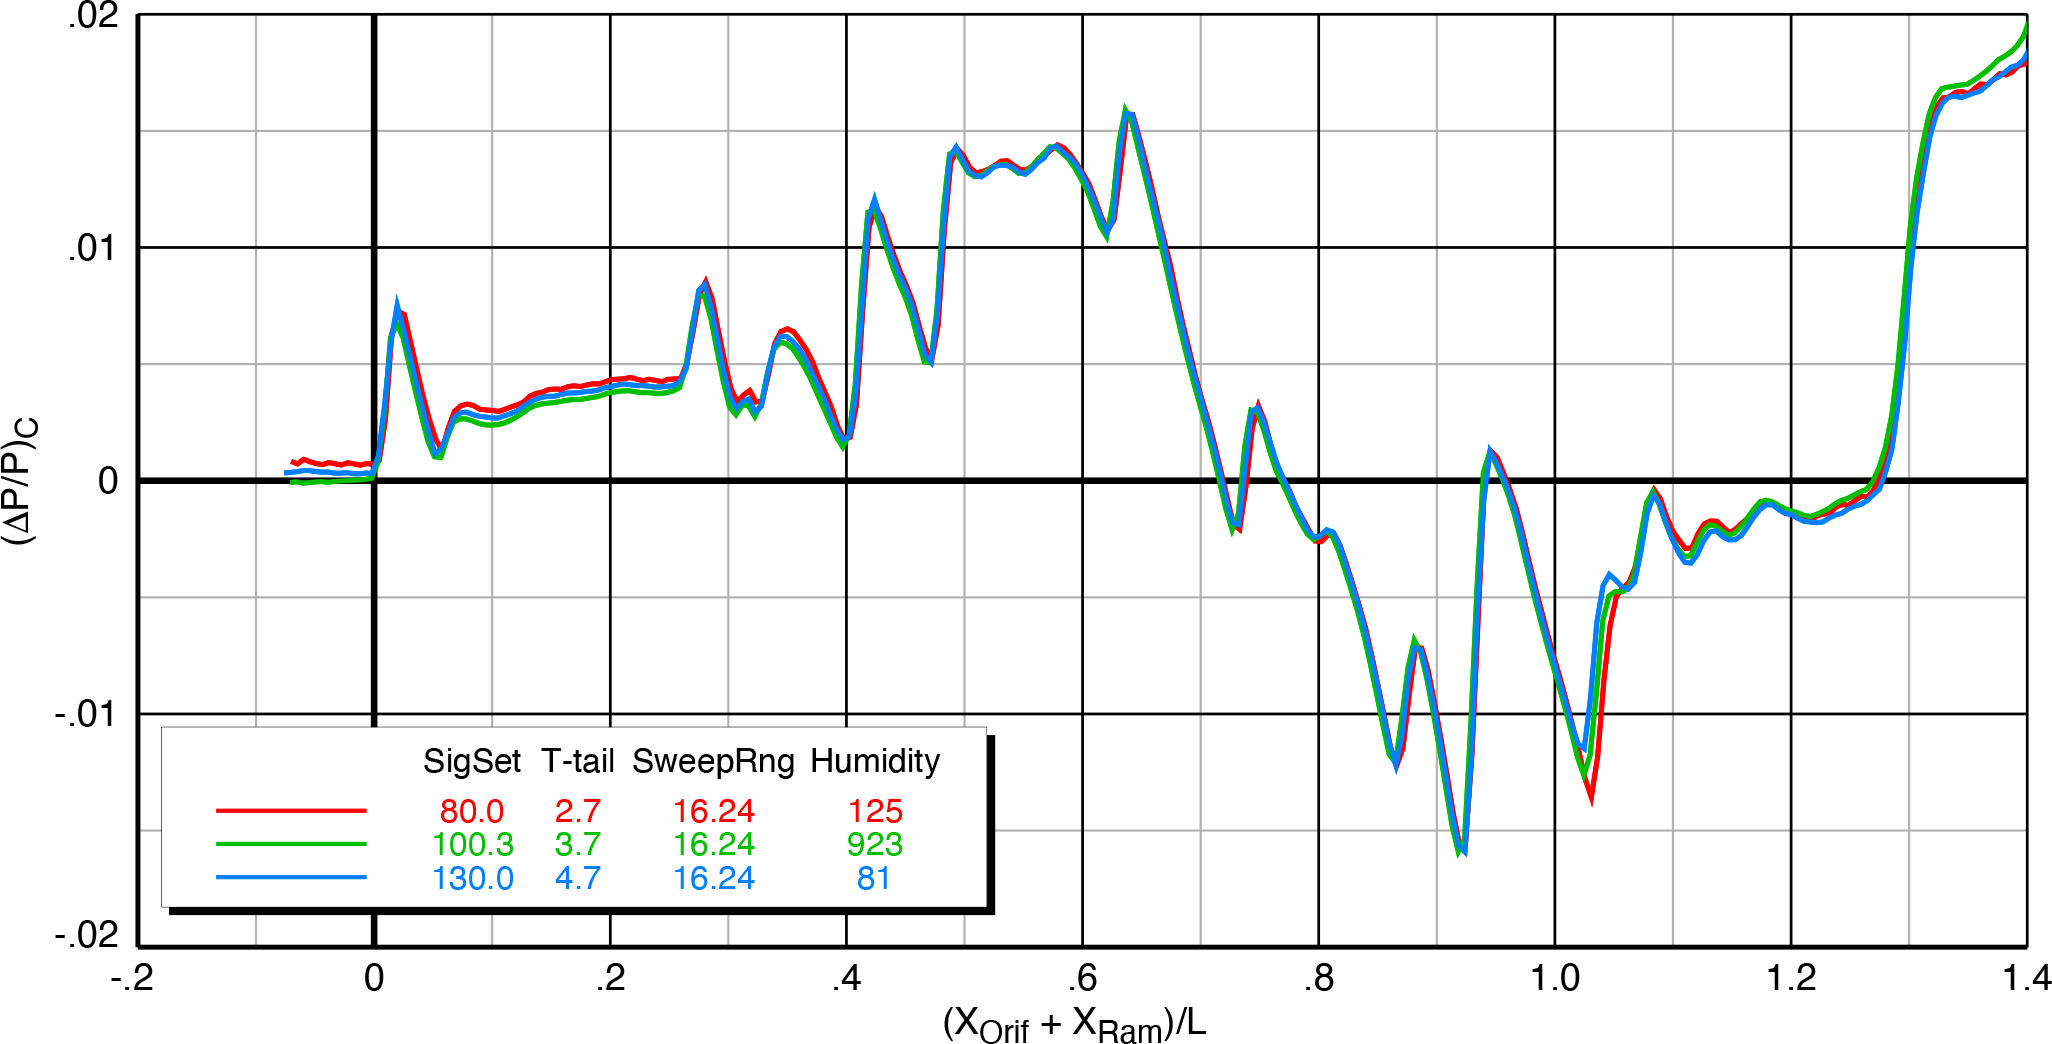 .02
.01
0
-.01
-.02
(ΔP/P)C
SigSet T-tail SweepRng Humidity
80.0 2.7 16.24 125
100.3 3.7 16.24 923
130.0 4.7 16.24 81
-.2 0 .2 .4 .6 .8 1.0 1.2 1.4
(XOrif + XRam)/L